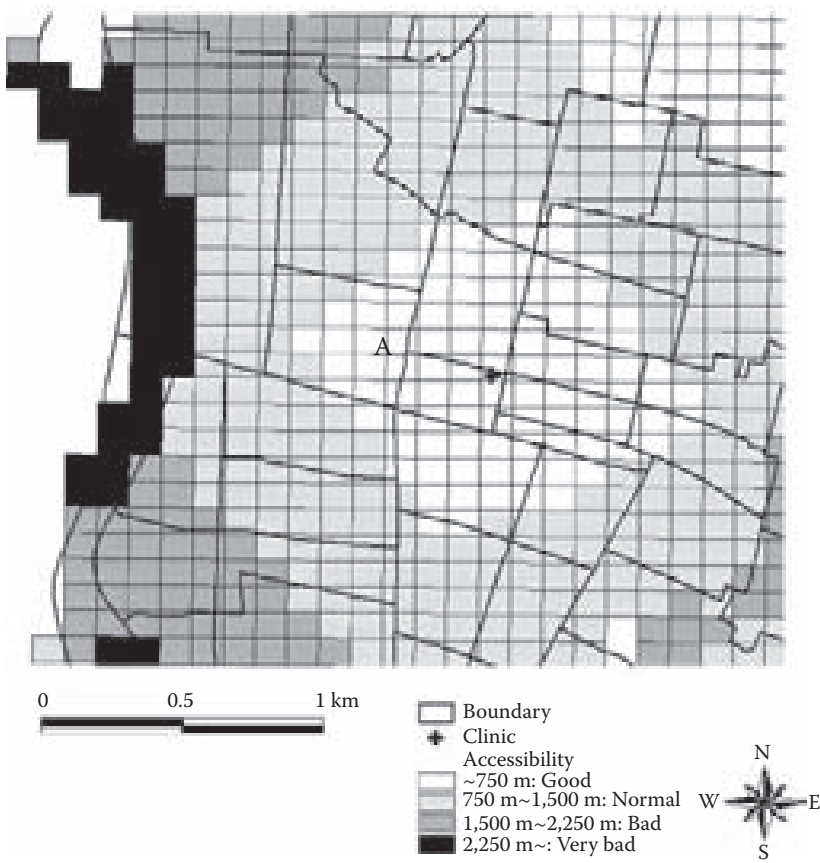 A
0 0.5 1 km
Boundary
Clinic
Accessibility
~750 m: Good
750 m~1,500 m: Normal
1,500 m~2,250 m: Bad
2,250 m~: Very bad
N
W E
S